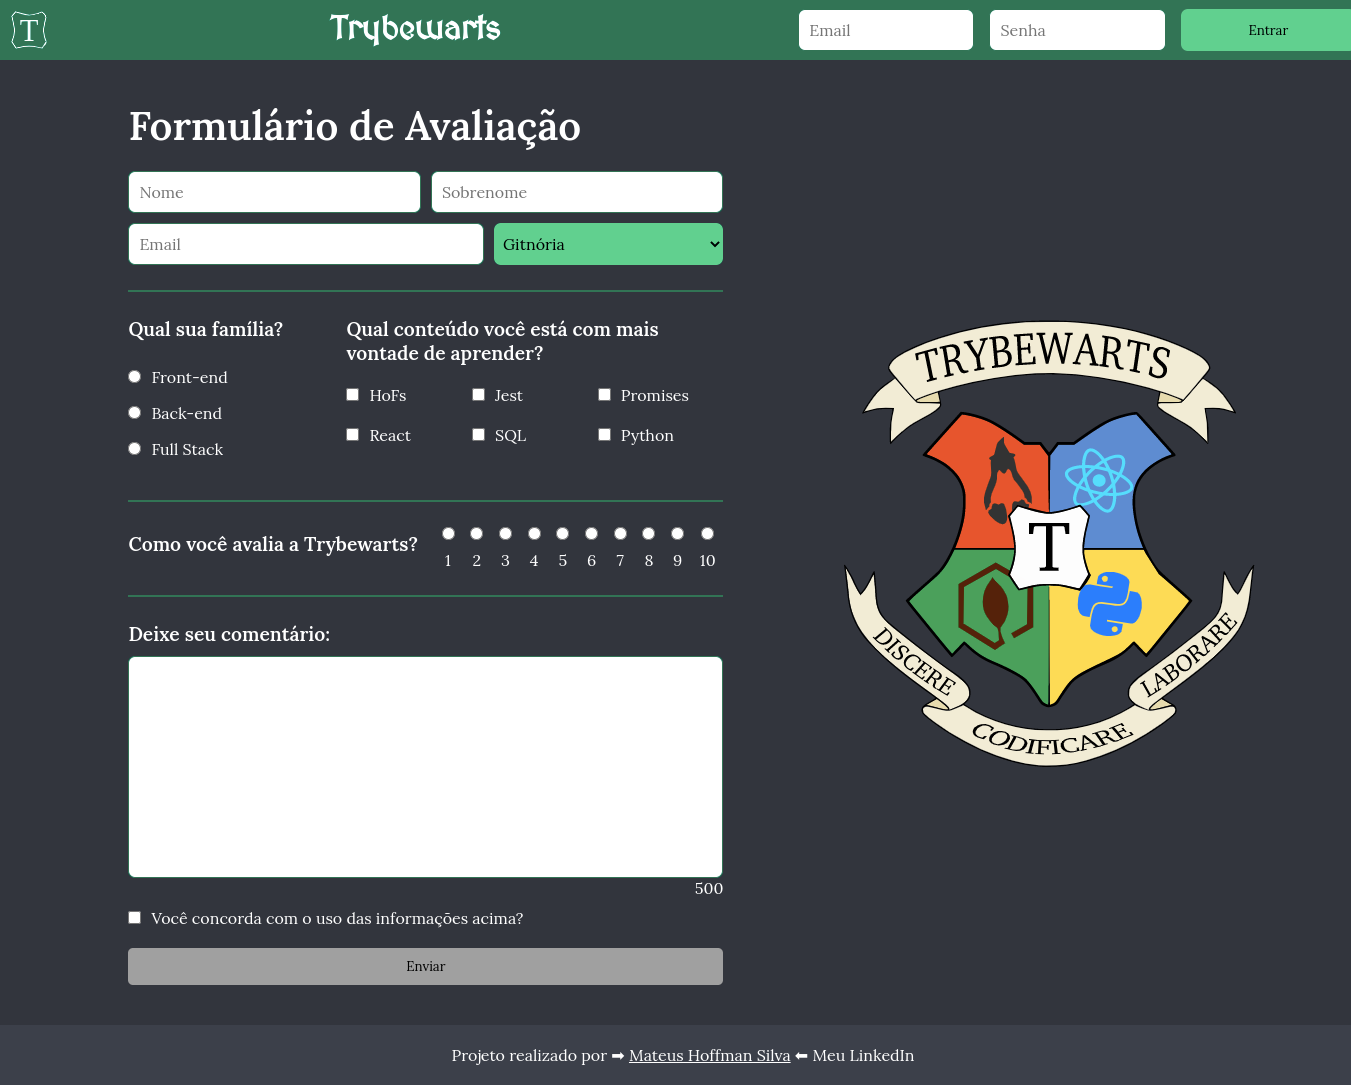 T
Trybewarts
Email
Senha
Entrar
Formulário de Avaliação
Nome
Sobrenome
Email
Gitnória
Qual sua família?
Front-end
Back-end
Full Stack
Qual conteúdo você está com mais
vontade de aprender?
HoFs
Jest
Promises
React
SQL
Python
Como você avalia a Trybewarts?
1 2 3 4 5 6 7 8 9 10
Deixe seu comentário:
500
Você concorda com o uso das informações acima?
Enviar
TRYBEWARTS
T
DISCERE
CODIFICARE
LABORARE
Projeto realizado por ➡ Mateus Hoffman Silva ⬅ Meu LinkedIn